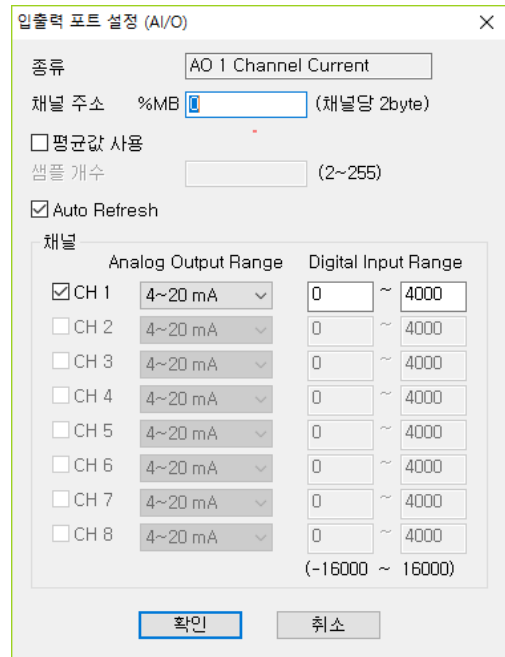 입출력 포트 설정 (AI/O)
종류 AO 1 Channel Current
채널 주소 %MB 0 (채널당 2byte)
평균값 사용
샘플 개수 (2~255)
Auto Refresh
채널
Analog Output Range Digital Input Range
CH 1 4~20 mA 0 ~ 4000
CH 2 4~20 mA 0 ~ 4000
CH 3 4~20 mA 0 ~ 4000
CH 4 4~20 mA 0 ~ 4000
CH 5 4~20 mA 0 ~ 4000
CH 6 4~20 mA 0 ~ 4000
CH 7 4~20 mA 0 ~ 4000
CH 8 4~20 mA 0 ~ 4000
(-16000 ~ 16000)
확인 취소